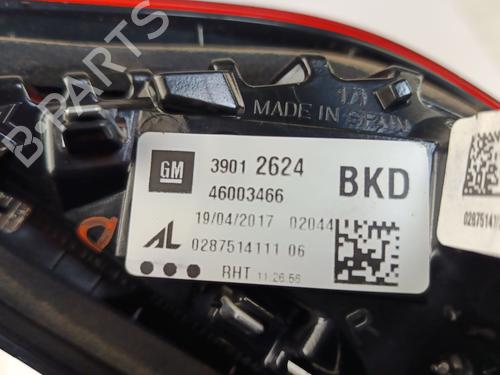 B-PARTS
MADE IN SPAIN
GM
3901 2624
46003466
BKD
19/04/2017 02044
AL
0287514111 06
RHT 11:26:56